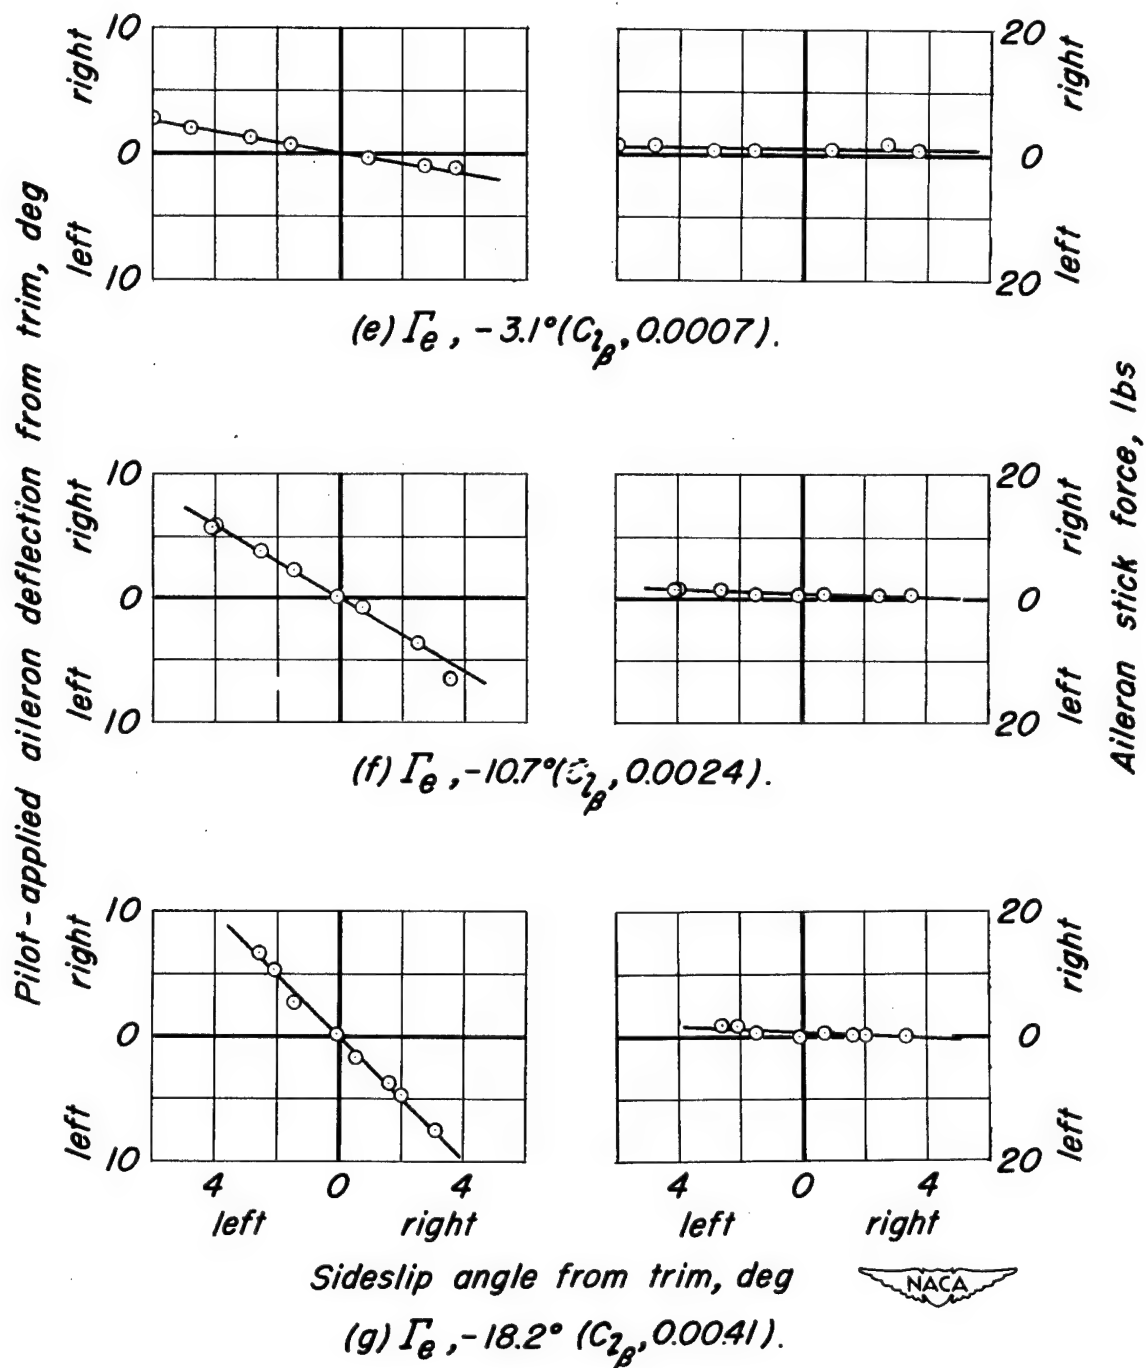 Pilot-applied aileron deflection from trim, deg
Aileron stick force, lbs
10 right 0 left 10
20 right 0 left 20
(e) Γe, -3.1° (Clβ, 0.0007).
10 right 0 left 10
20 right 0 left 20
(f) Γe, -10.7° (Clβ, 0.0024).
10 right 0 left 10
20 right 0 left 20
4 0 4
left right
4 0 4
left right
Sideslip angle from trim, deg
NACA
(g) Γe, -18.2° (Clβ, 0.0041).